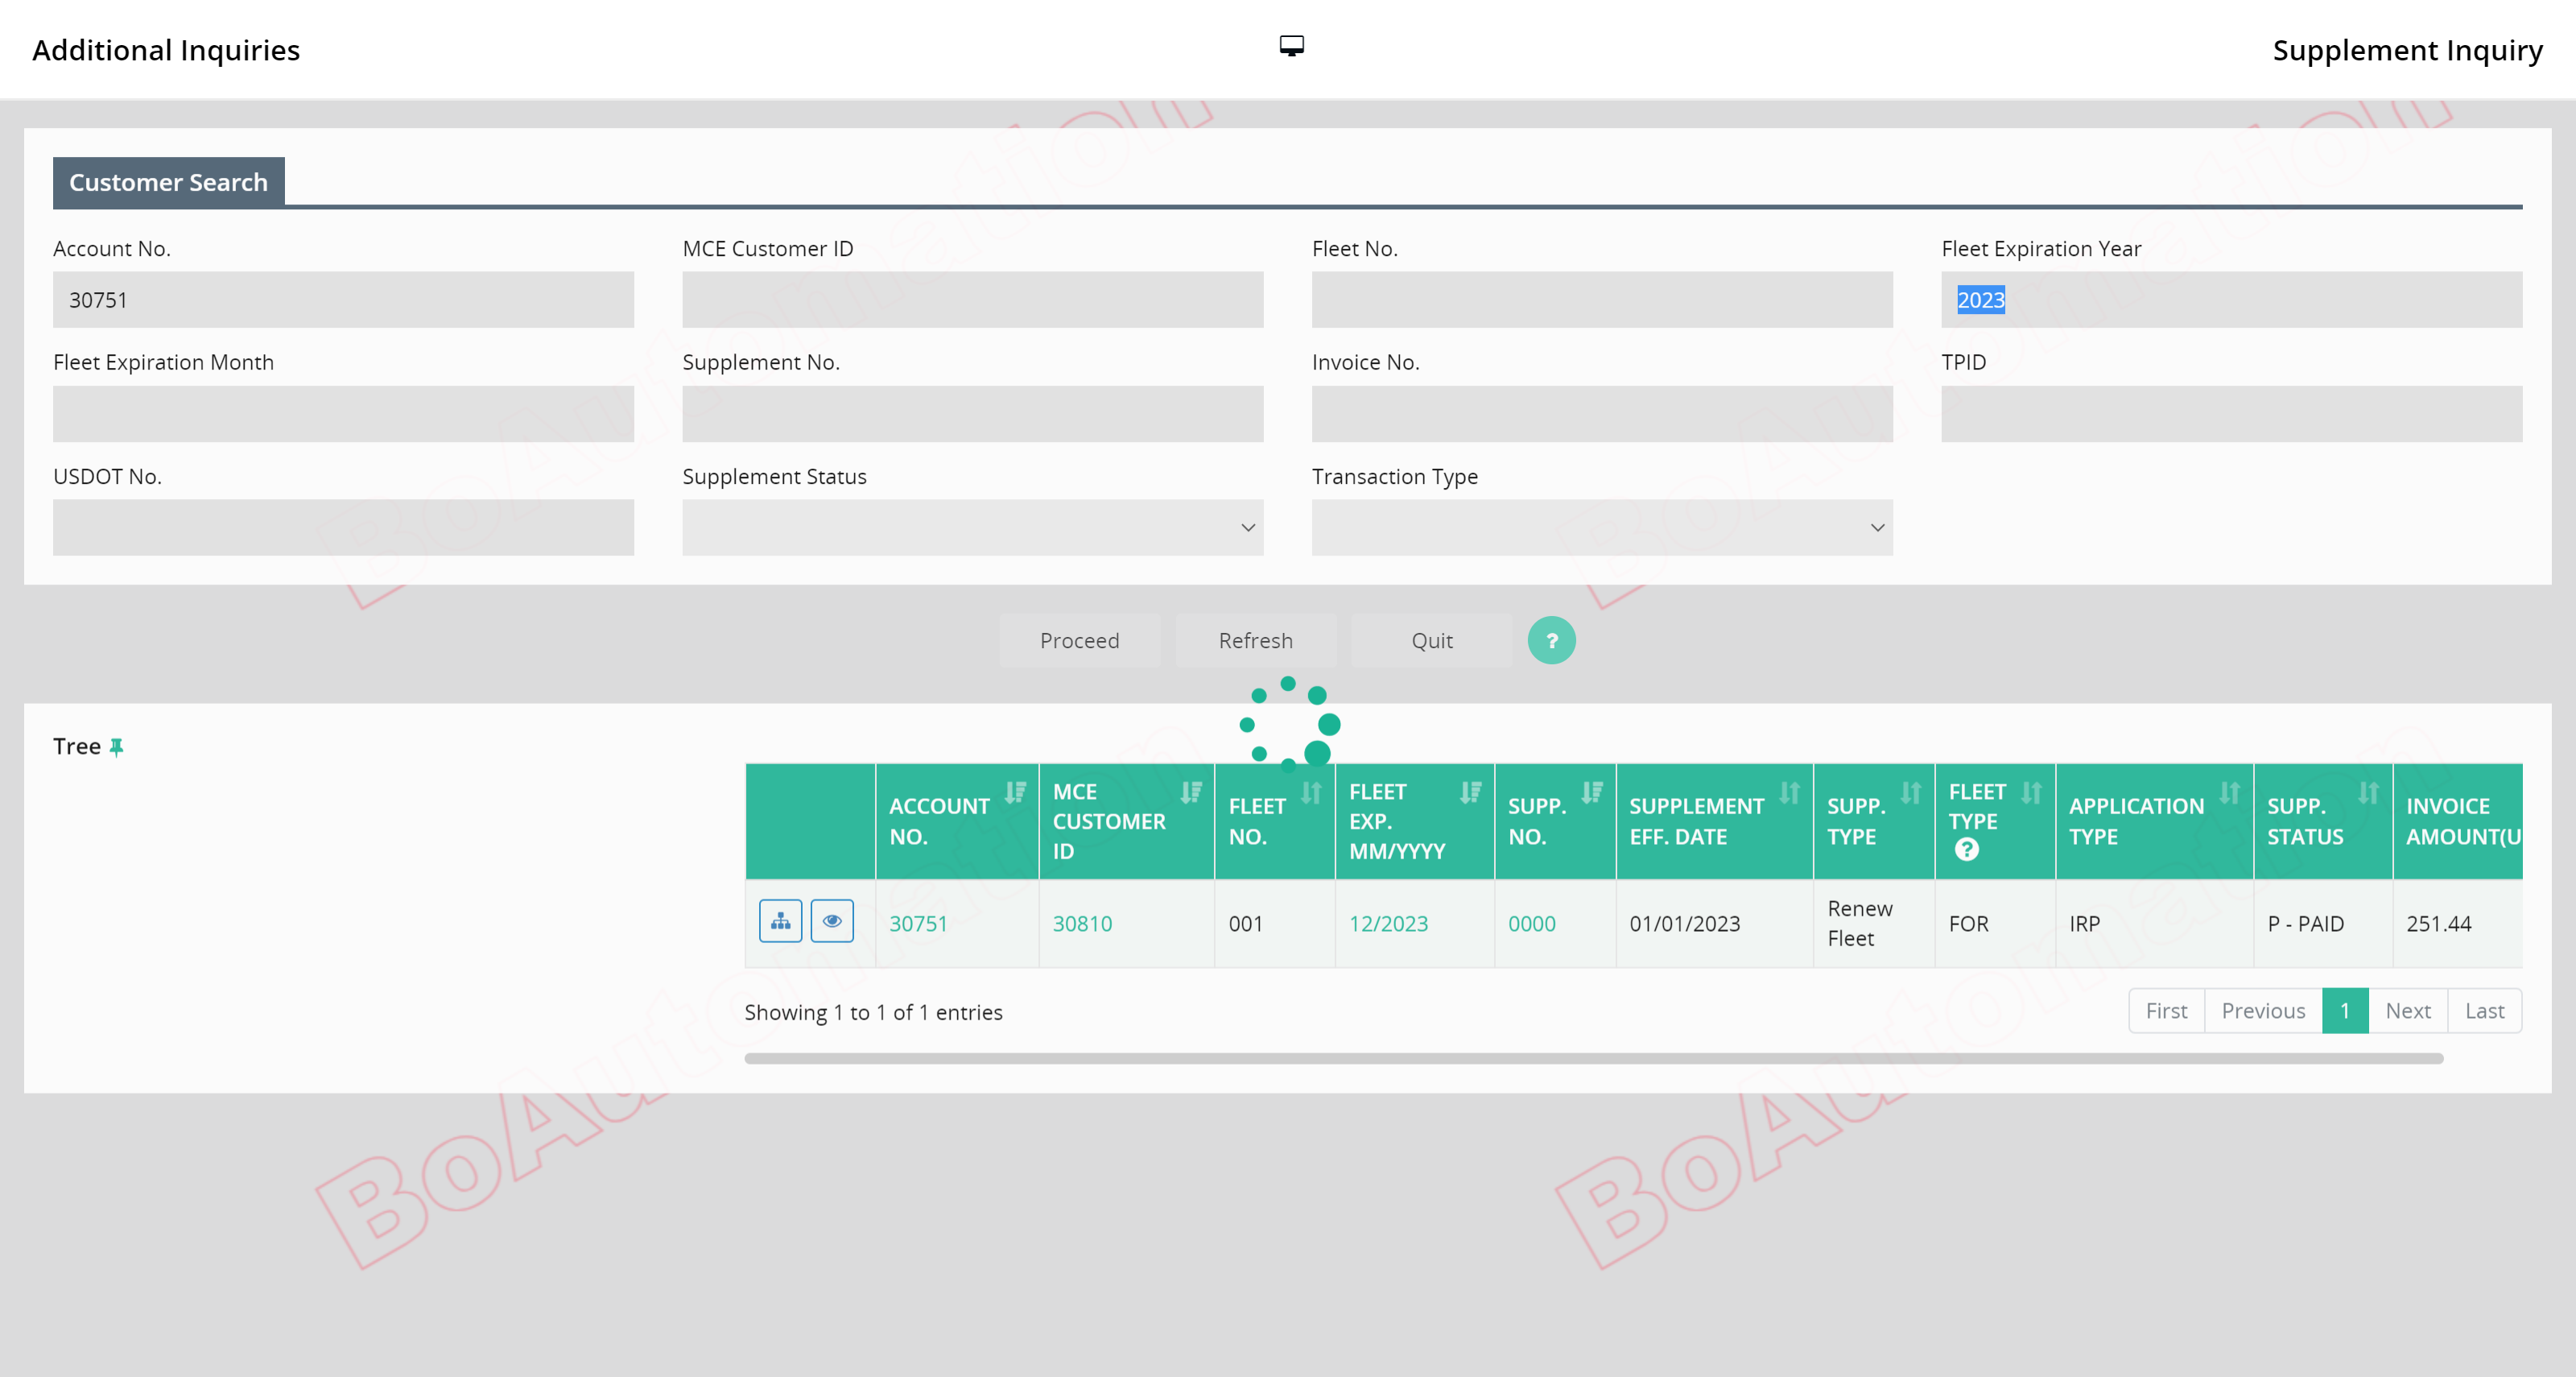 Additional Inquiries
Supplement Inquiry
Customer Search
Account No.
MCE Customer ID
Fleet No.
Fleet Expiration Year
30751
2023
Fleet Expiration Month
Supplement No.
Invoice No.
TPID
USDOT No.
Supplement Status
Transaction Type
Proceed
Refresh
Quit
?
Tree
ACCOUNT NO.
MCE CUSTOMER ID
FLEET NO.
FLEET EXP. MM/YYYY
SUPP. NO.
SUPPLEMENT EFF. DATE
SUPP. TYPE
FLEET TYPE ?
APPLICATION TYPE
SUPP. STATUS
INVOICE AMOUNT(U
30751
30810
001
12/2023
0000
01/01/2023
Renew Fleet
FOR
IRP
P - PAID
251.44
Showing 1 to 1 of 1 entries
First
Previous
1
Next
Last
BoAutomation
BoAutomation
BoAutomation
BoAutomation